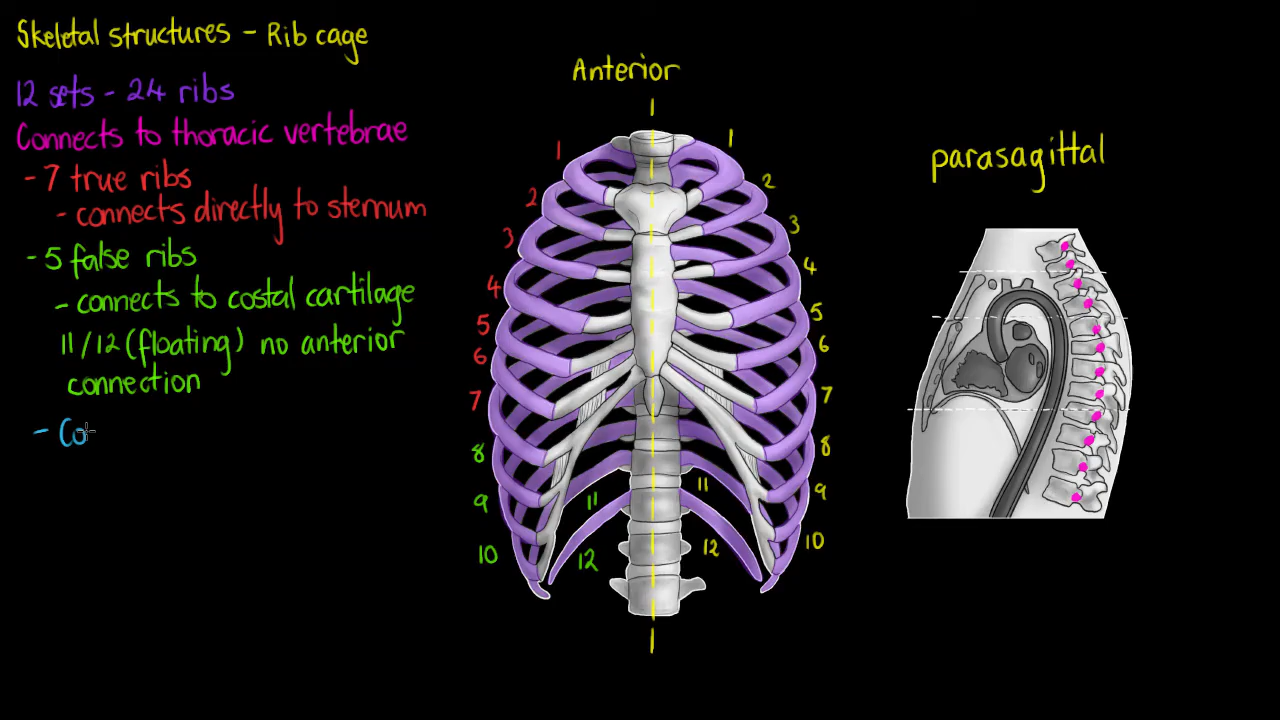 Skeletal structures - Rib cage
12 sets - 24 ribs
Connects to thoracic vertebrae
- 7 true ribs
- connects directly to sternum
- 5 false ribs
- connects to costal cartilage
11/12 (floating) no anterior
connection
- Co
Anterior
1
2
3
4
5
6
7
8
9
10
11
12
1
2
3
4
5
6
7
8
9
10
11
12
parasagittal